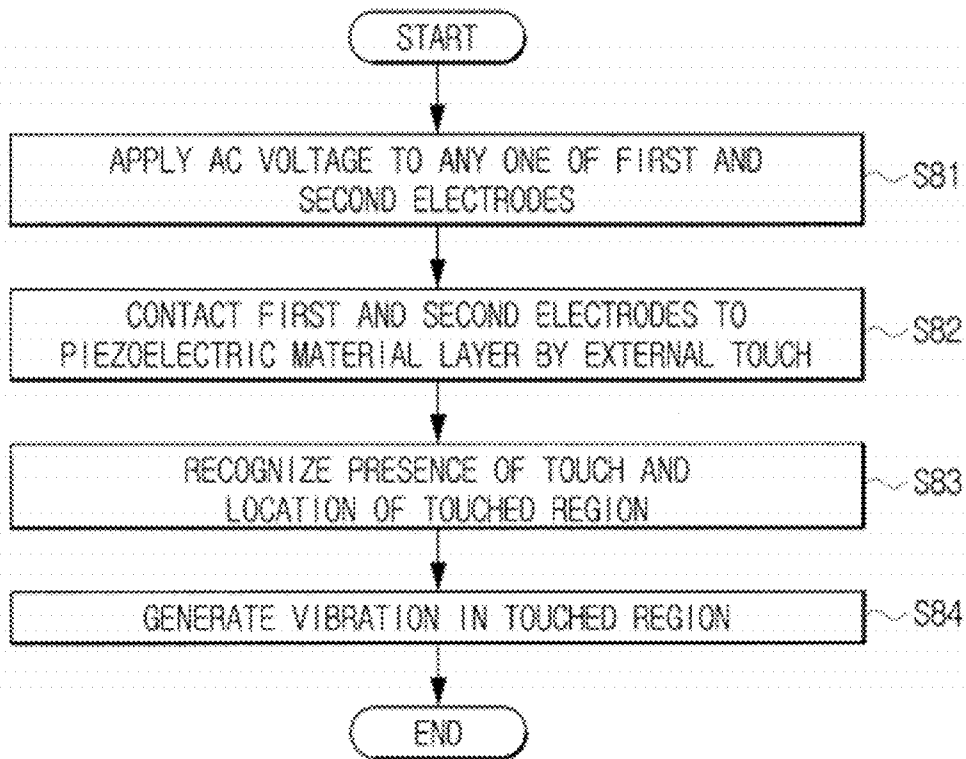 START
APPLY AC VOLTAGE TO ANY ONE OF FIRST AND
SECOND ELECTRODES
S81
CONTACT FIRST AND SECOND ELECTRODES TO
PIEZOELECTRIC MATERIAL LAYER BY EXTERNAL TOUCH
S82
RECOGNIZE PRESENCE OF TOUCH AND
LOCATION OF TOUCHED REGION
S83
GENERATE VIBRATION IN TOUCHED REGION
S84
END